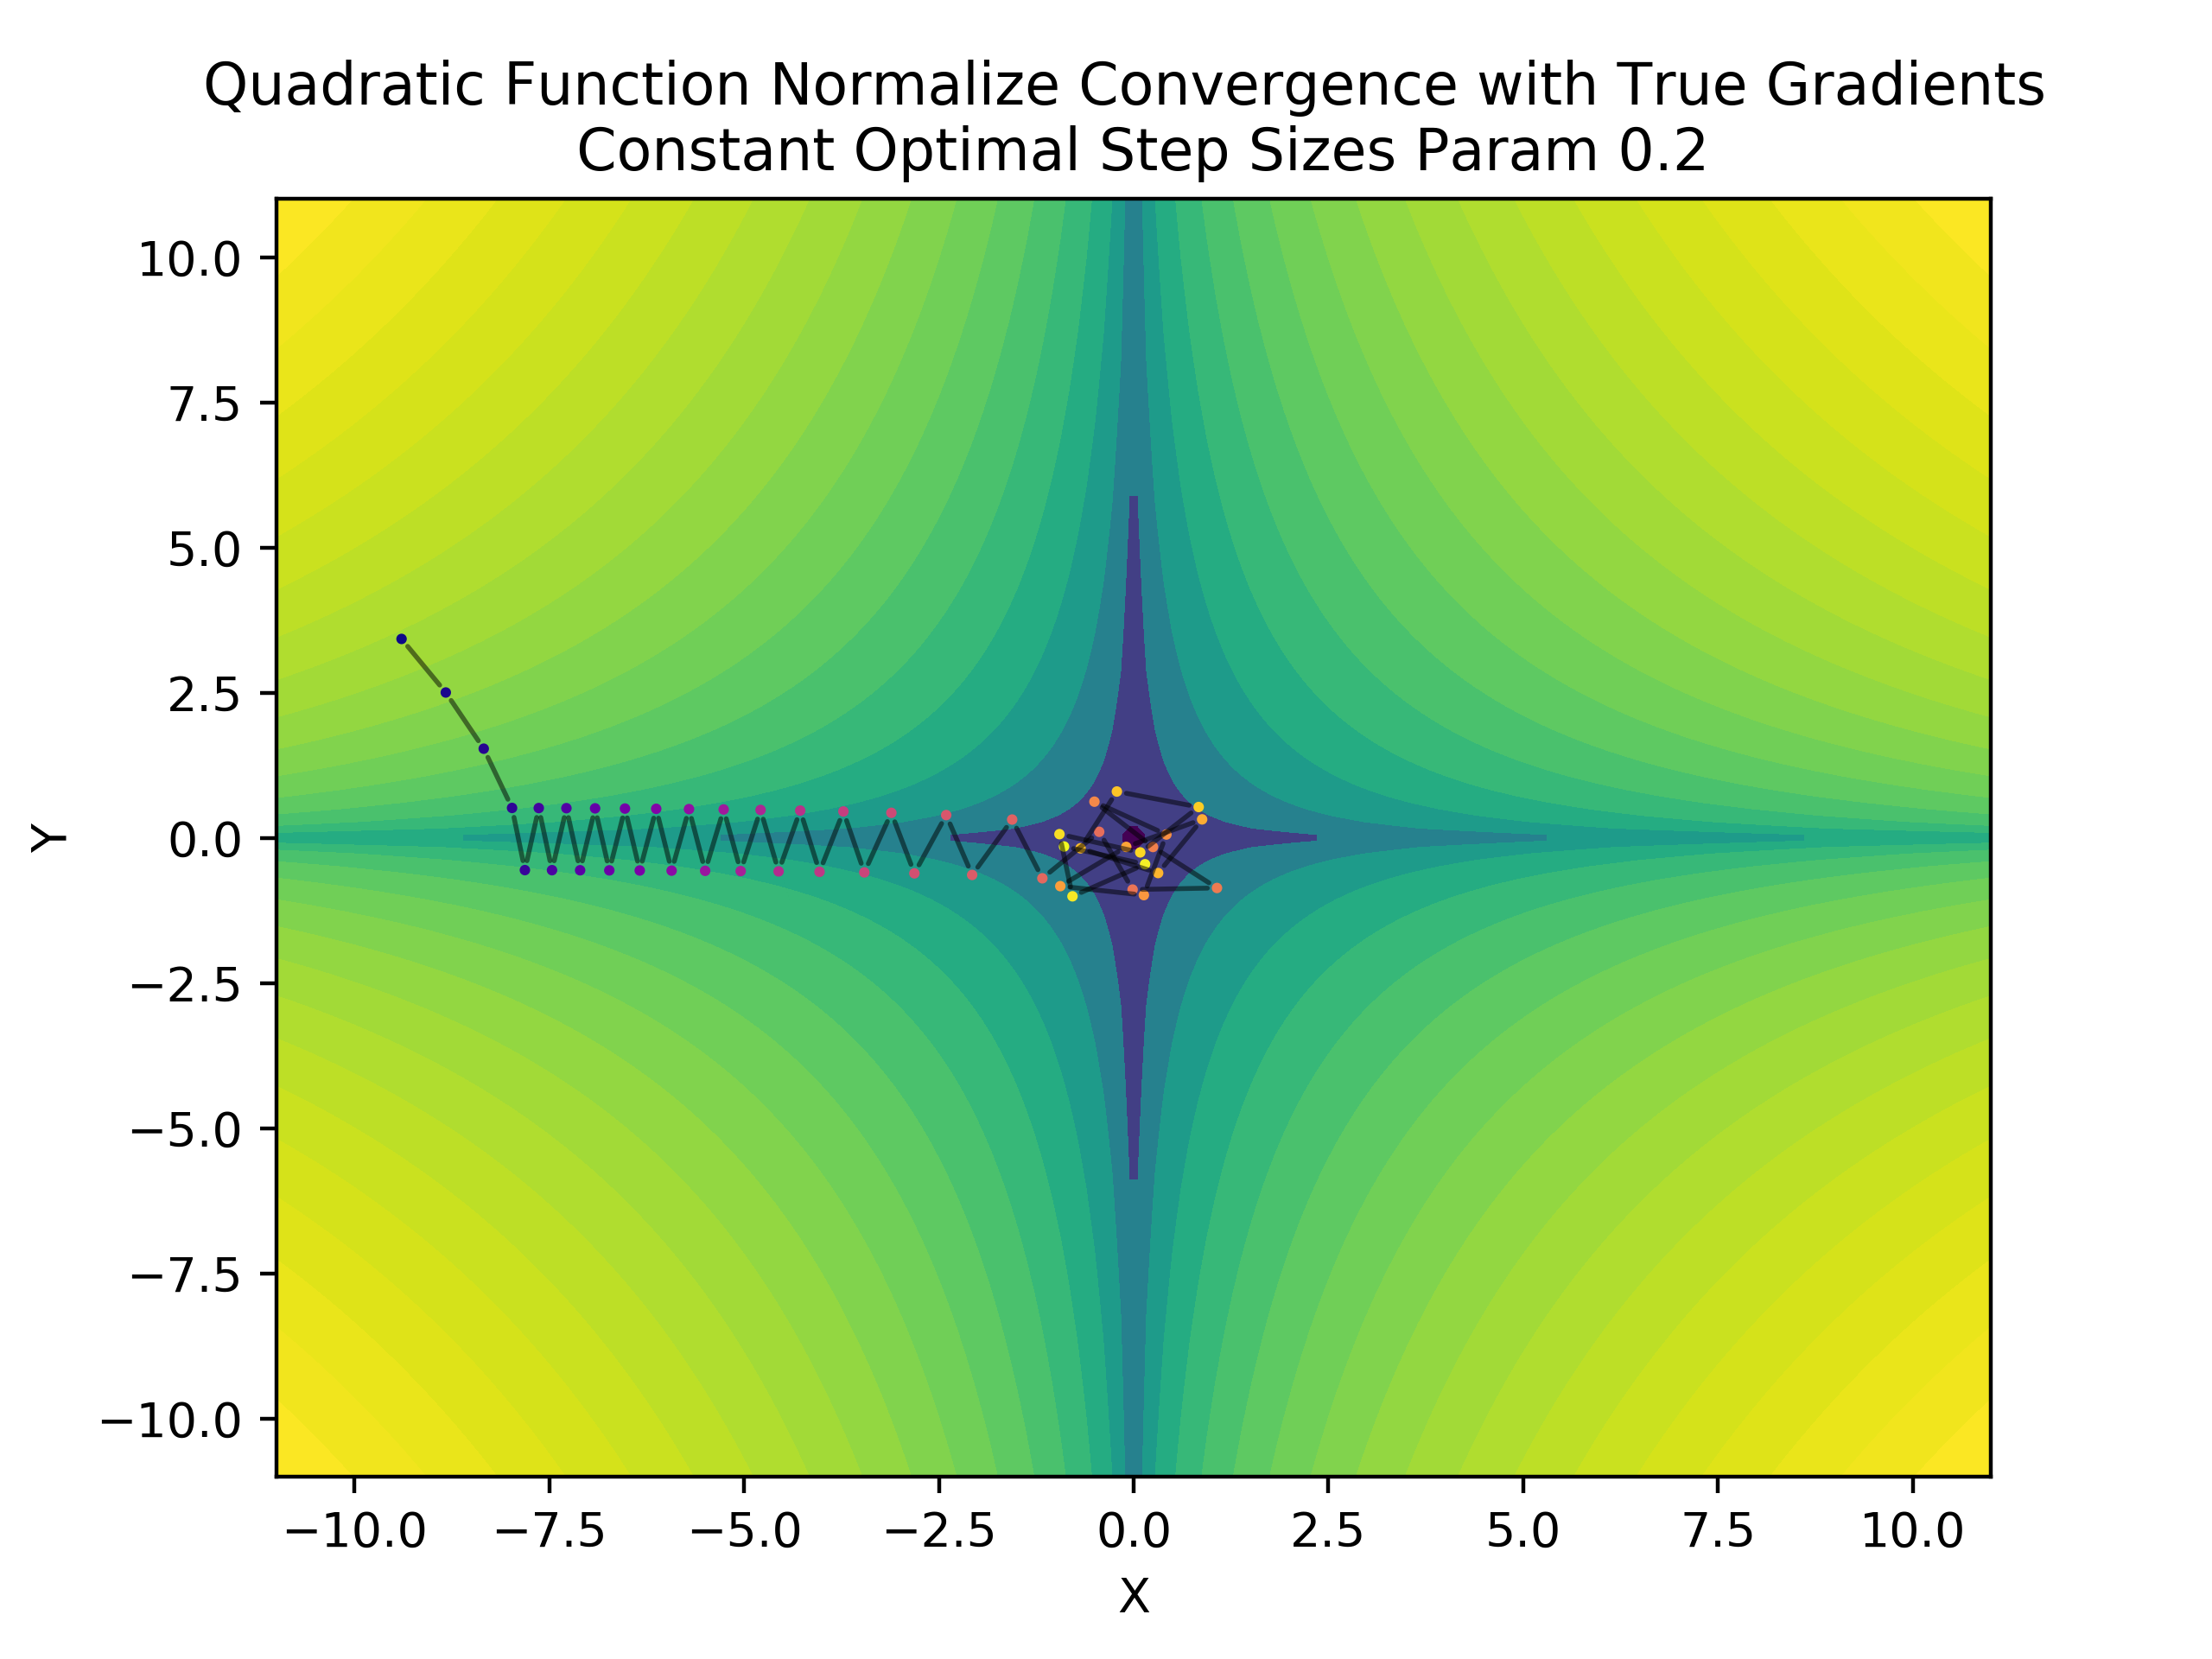 Quadratic Function Normalize Convergence with True Gradients
Constant Optimal Step Sizes Param 0.2
10.0
7.5
5.0
2.5
0.0
−2.5
−5.0
−7.5
−10.0
Y
−10.0 −7.5 −5.0 −2.5 0.0 2.5 5.0 7.5 10.0
X